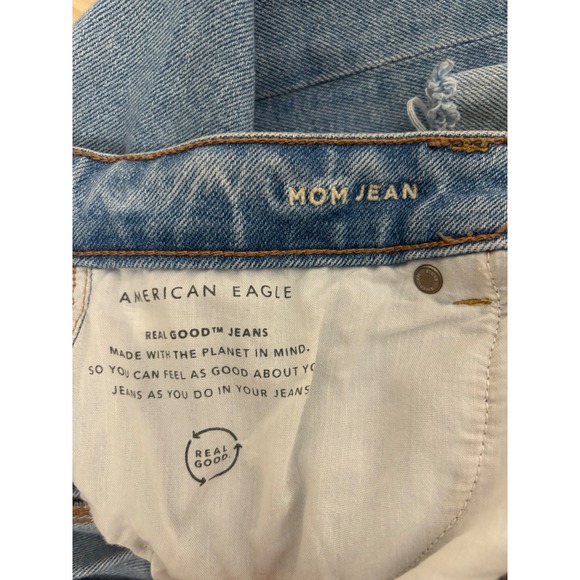 MOM JEAN
AMERICAN EAGLE
REAL GOOD™ JEANS
MADE WITH THE PLANET IN MIND.
SO YOU CAN FEEL AS GOOD ABOUT YO
JEANS AS YOU DO IN YOUR JEANS
REAL
GOOD.